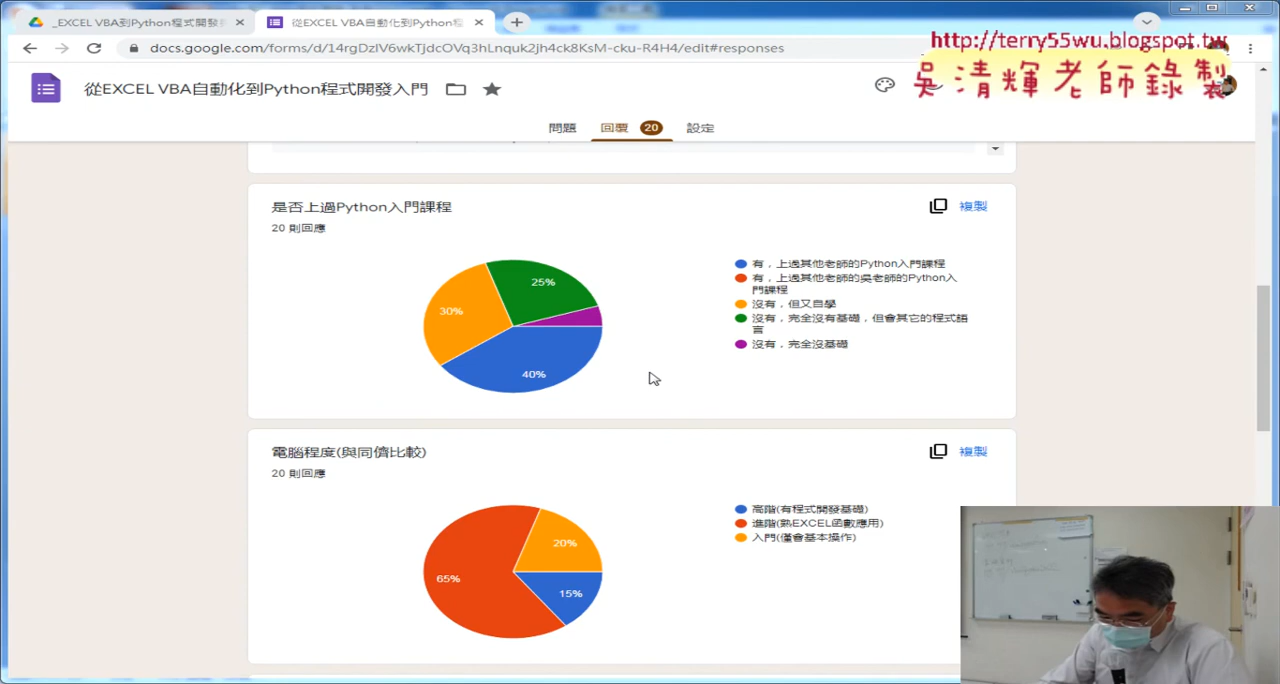 _EXCEL VBA到Python程式開發
從EXCEL VBA自動化到Python程
docs.google.com/forms/d/14rgDzIV6wkTjdcOVq3hLnquk2jh4ck8KsM-cku-R4H4/edit#responses
http://terry55wu.blogspot.tw
吳清輝老師錄製
從EXCEL VBA自動化到Python程式開發入門
問題 回覆 20 設定
是否上過Python入門課程
複製
20 則回應
25%
30%
40%
有，上過其他老師的Python入門課程
有，上過其他老師的吳老師的Python入
門課程
沒有，但又自學
沒有，完全沒有基礎，但會其它的程式語
言
沒有，完全沒基礎
電腦程度(與同儕比較)
複製
20 則回應
20%
65%
15%
高階(有程式開發基礎)
進階(熟EXCEL函數應用)
入門(僅會基本操作)